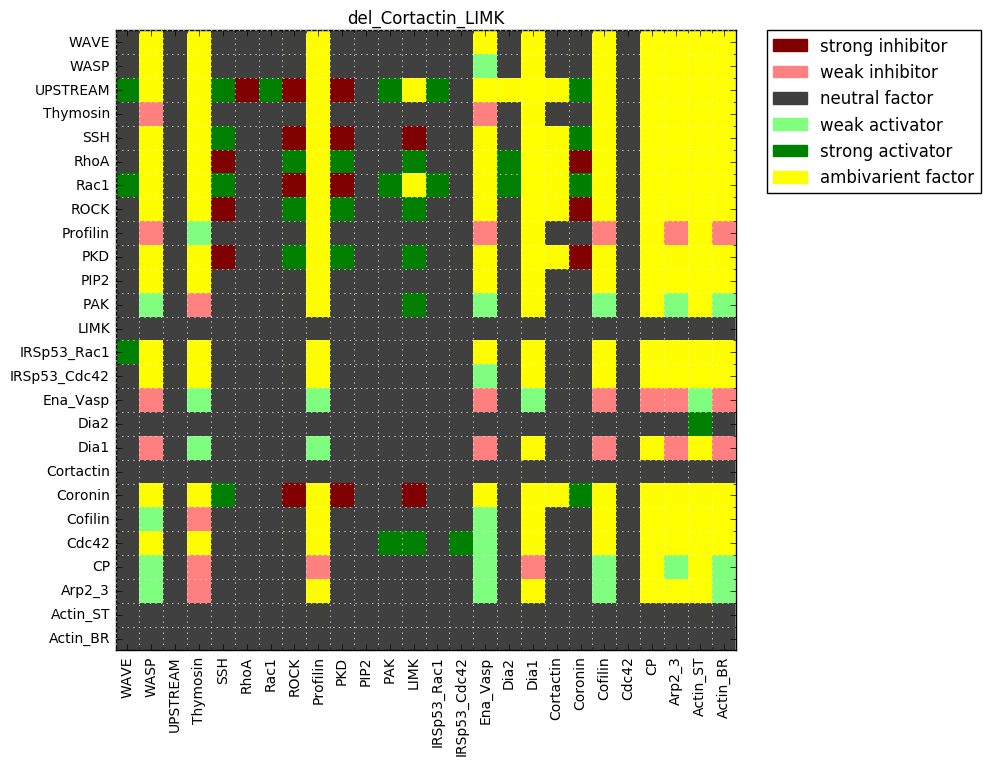 del_Cortactin_LIMK
strong inhibitor
weak inhibitor
neutral factor
weak activator
strong activator
ambivarient factor
WAVE
WASP
UPSTREAM
Thymosin
SSH
RhoA
Rac1
ROCK
Profilin
PKD
PIP2
PAK
LIMK
IRSp53_Rac1
IRSp53_Cdc42
Ena_Vasp
Dia2
Dia1
Cortactin
Coronin
Cofilin
Cdc42
CP
Arp2_3
Actin_ST
Actin_BR
WAVE
WASP
UPSTREAM
Thymosin
SSH
RhoA
Rac1
ROCK
Profilin
PKD
PIP2
PAK
LIMK
IRSp53_Rac1
IRSp53_Cdc42
Ena_Vasp
Dia2
Dia1
Cortactin
Coronin
Cofilin
Cdc42
CP
Arp2_3
Actin_ST
Actin_BR